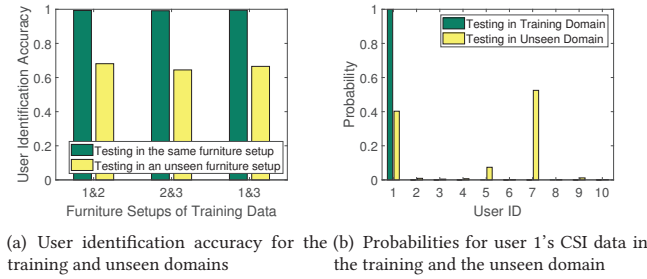 (a)
1
0.8
0.6
0.4
0.2
0
User Identification Accuracy
Testing in the same furniture setup
Testing in an unseen furniture setup
1&2 2&3 1&3
Furniture Setups of Training Data
(b)
1
0.8
0.6
0.4
0.2
0
Probability
Testing in Training Domain
Testing in Unseen Domain
1 2 3 4 5 6 7 8 9 10
User ID
(a) User identification accuracy for the
training and unseen domains
(b) Probabilities for user 1's CSI data in
the training and the unseen domain